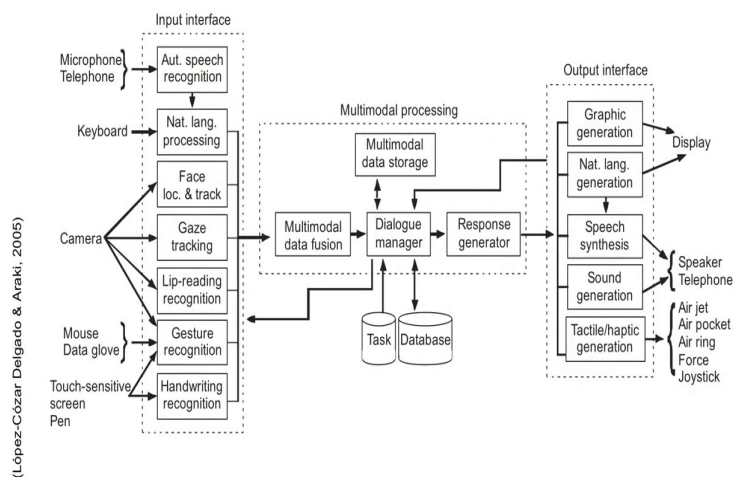 Input interface
Microphone
Telephone
Aut. speech
recognition
Keyboard
Nat. lang.
processing
Face
loc. & track
Camera
Gaze
tracking
Lip-reading
recognition
Mouse
Data glove
Gesture
recognition
Touch-sensitive
screen
Pen
Handwriting
recognition
Multimodal processing
Multimodal
data storage
Multimodal
data fusion
Dialogue
manager
Response
generator
Task
Database
Output interface
Graphic
generation
Display
Nat. lang.
generation
Speech
synthesis
Speaker
Telephone
Sound
generation
Tactile/haptic
generation
Air jet
Air pocket
Air ring
Force
Joystick
(López-Cózar Delgado & Araki, 2005)